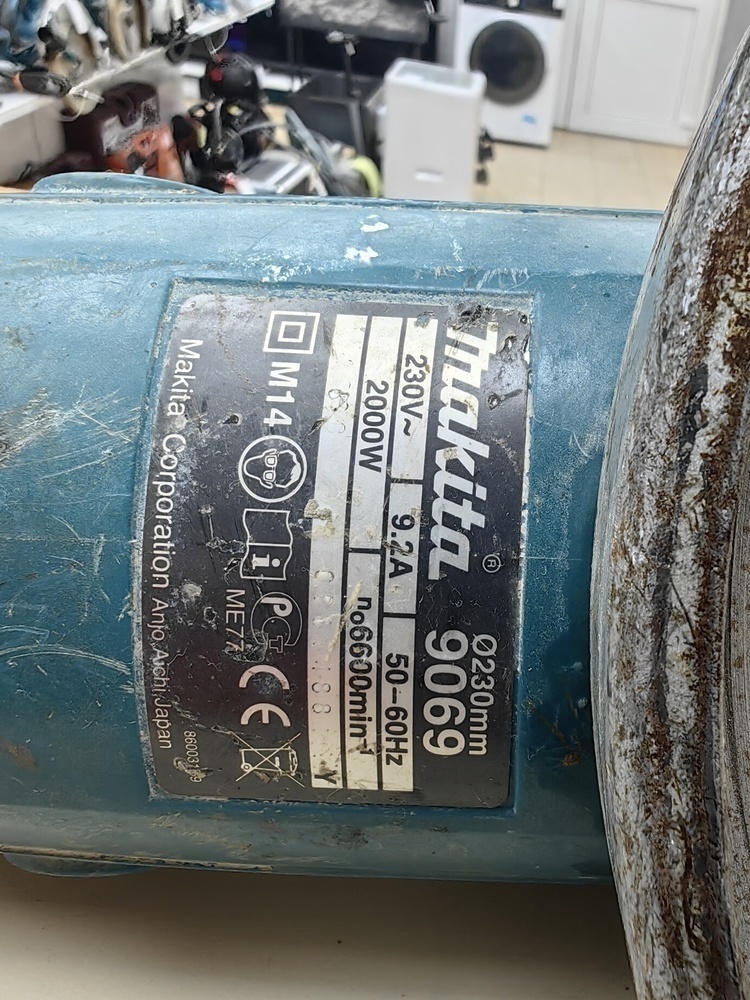 makita® Ø230mm
9069
230V~ 9.2A 50–60Hz
2000W n₀6600min⁻¹
Y
M14 i
ME77
Makita Corporation Anjo, Aichi, Japan